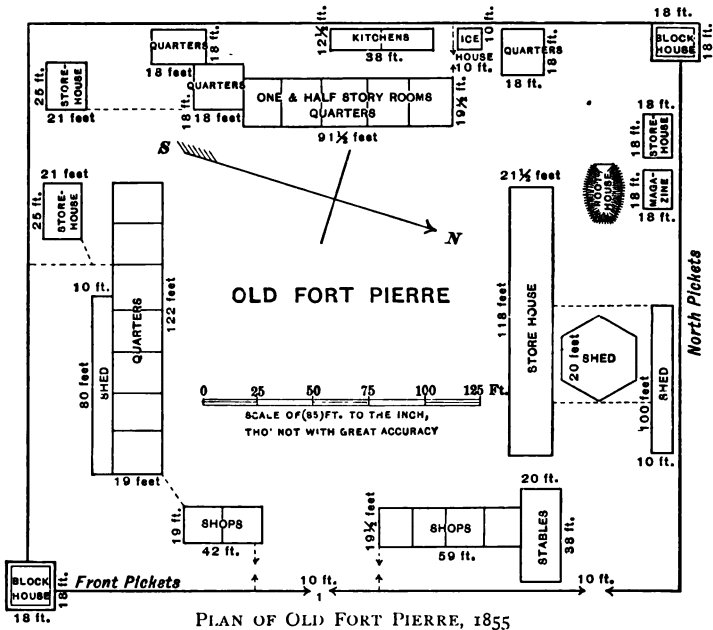 18 ft.
18 ft.
BLOCK
HOUSE
QUARTERS
18 ft.
18 feet
12½ ft.
KITCHENS
38 ft.
ICE
HOUSE
10 ft.
10 ft.
QUARTERS
18 ft.
18 ft.
25 ft.
STORE-
HOUSE
21 feet
QUARTERS
18 ft.
18 feet
ONE & HALF STORY ROOMS
QUARTERS
91½ feet
19½ ft.
18 ft.
18 ft.
STORE-
HOUSE
S
N
21 feet
25 ft.
STORE-
HOUSE
21½ feet
ROOT
HOUSE
18 ft.
MAGA-
ZINE
18 ft.
North Pickets
10 ft.
80 feet
SHED
QUARTERS
122 feet
19 feet
OLD FORT PIERRE
118 feet
STORE HOUSE
20 feet
SHED
100 feet
SHED
10 ft.
0 25 50 75 100 125 Ft.
SCALE OF (85) FT. TO THE INCH,
THO' NOT WITH GREAT ACCURACY
19 ft.
SHOPS
42 ft.
19½ feet
SHOPS
59 ft.
20 ft.
STABLES
38 ft.
BLOCK
HOUSE
18 ft.
18 ft.
Front Pickets
10 ft.
1
10 ft.
PLAN OF OLD FORT PIERRE, 1855